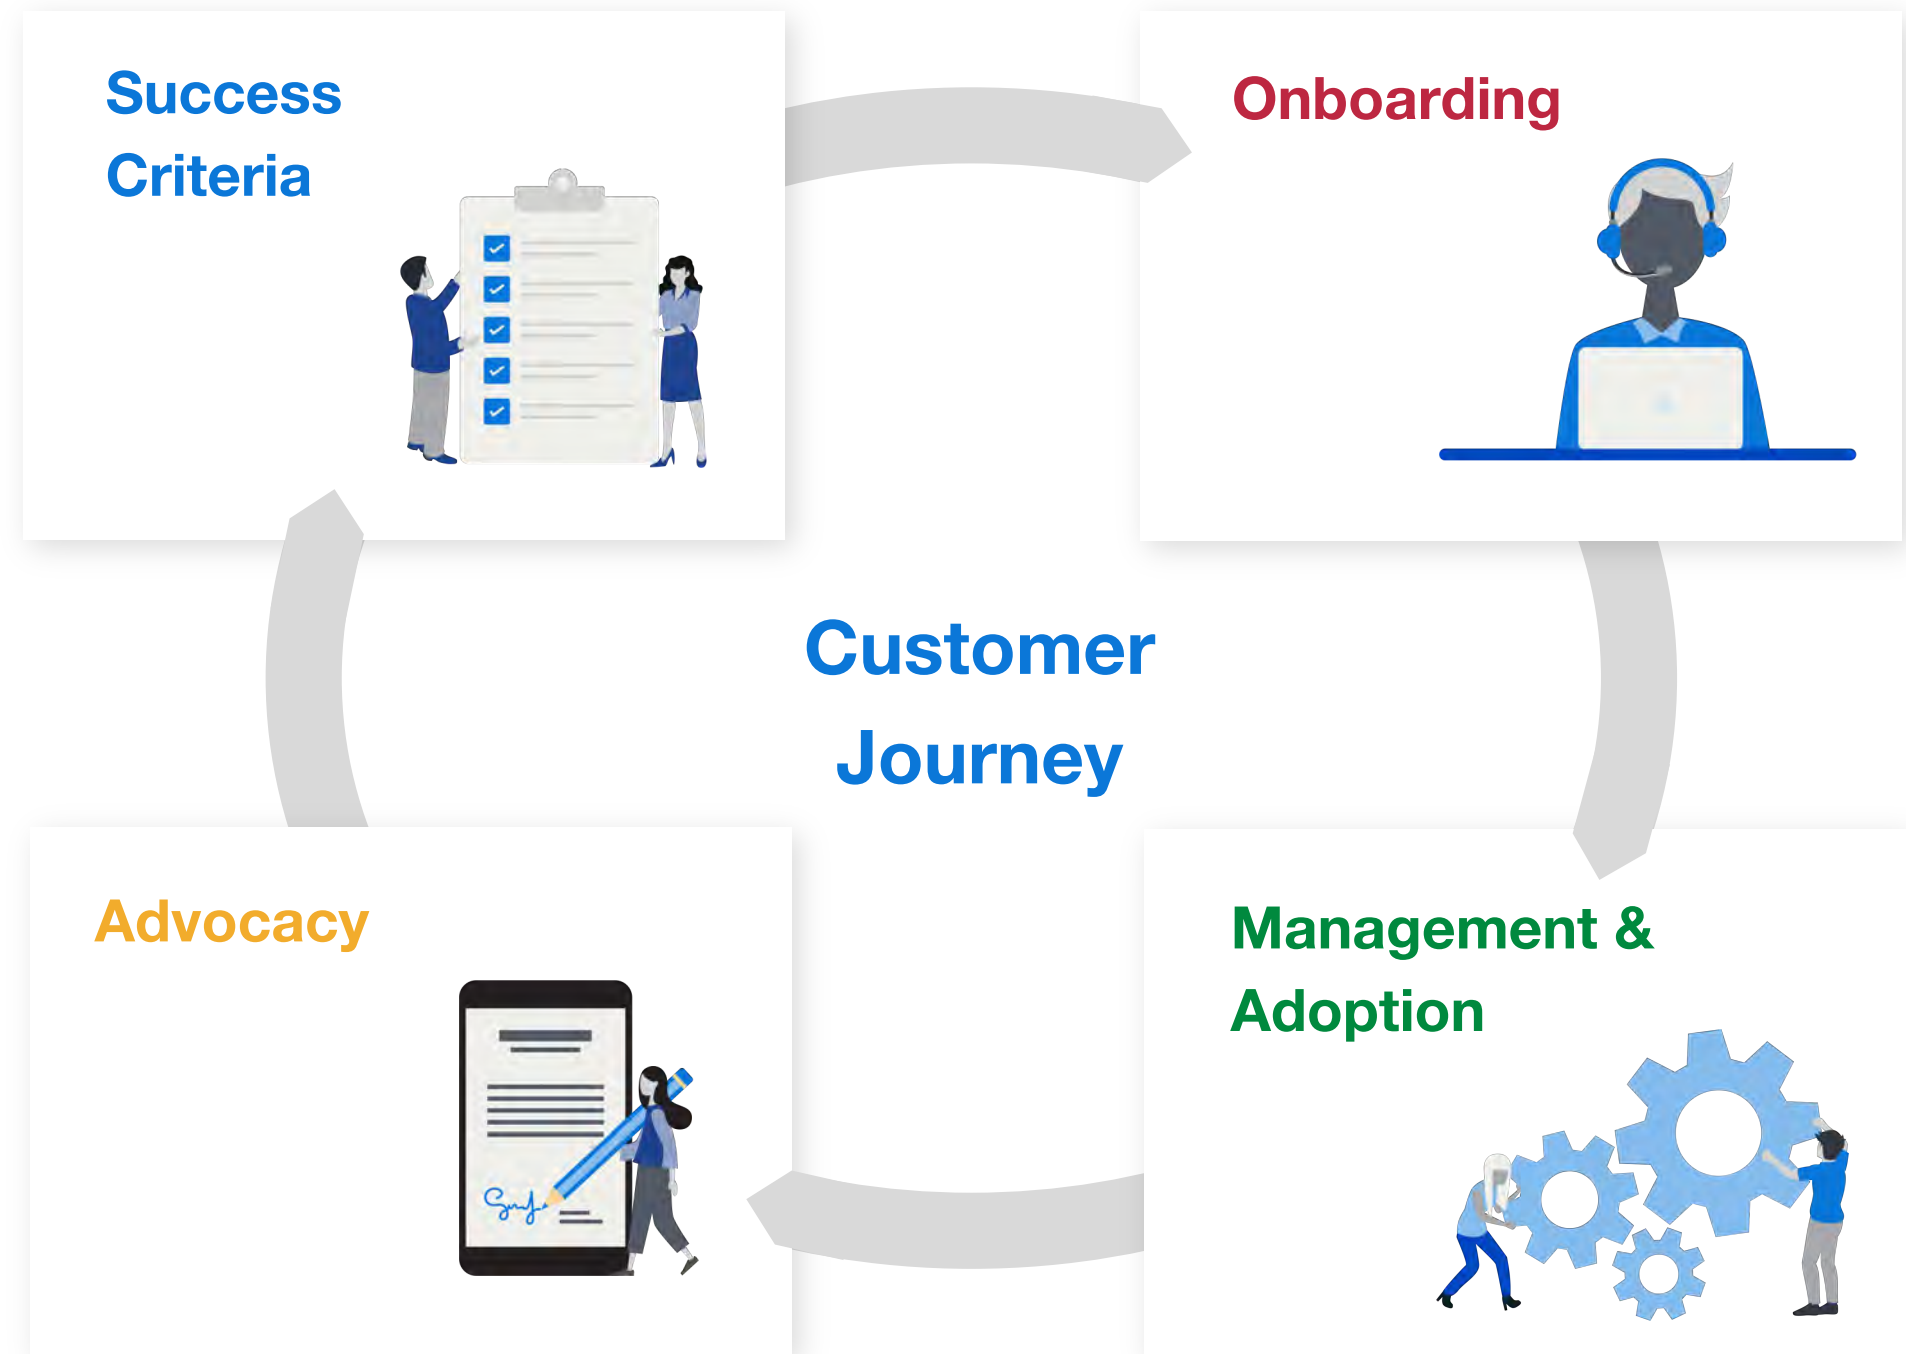 Success
Criteria
Onboarding
Customer
Journey
Advocacy
Management &
Adoption